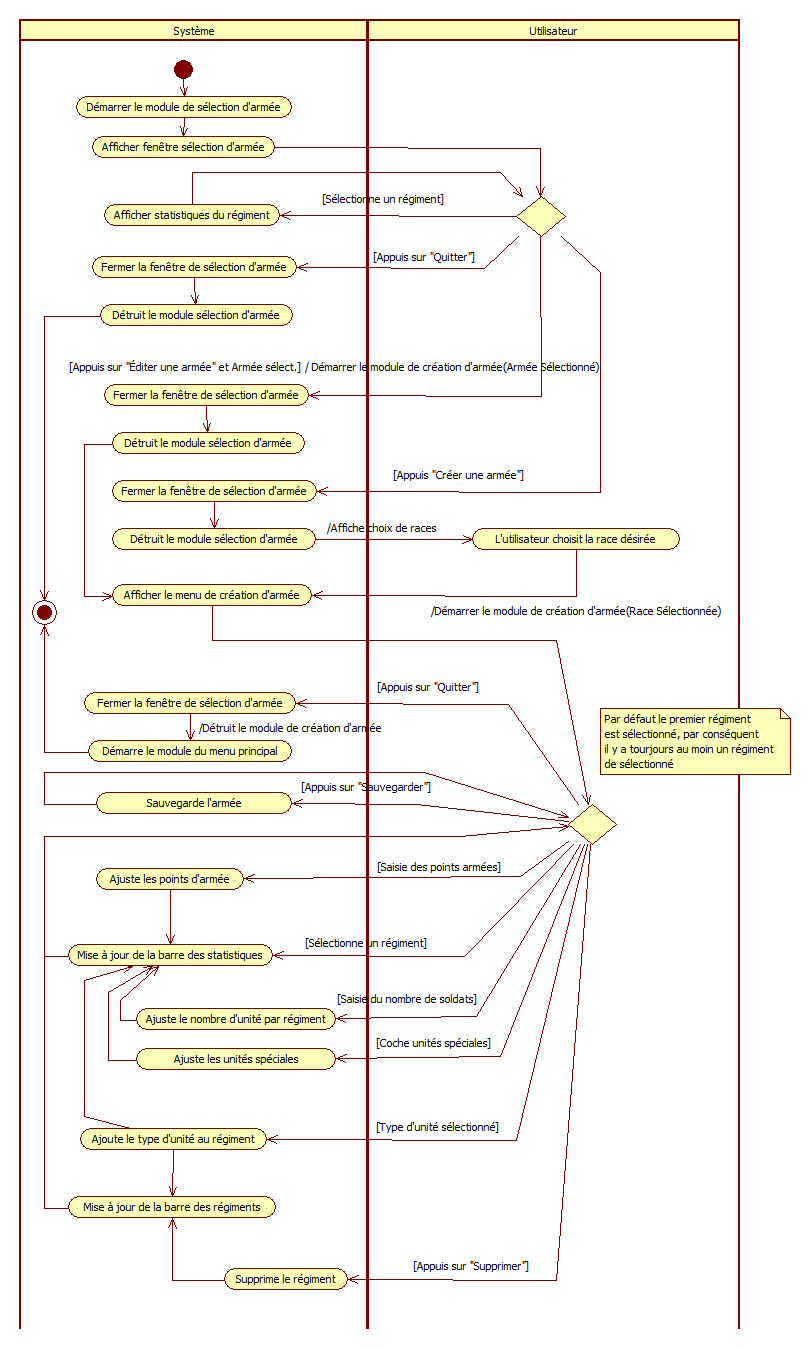 Système
Utilisateur
Démarrer le module de sélection d'armée
Afficher fenêtre sélection d'armée
[Sélectionne un régiment]
Afficher statistiques du régiment
[Appuis sur "Quitter"]
Fermer la fenêtre de sélection d'armée
Détruit le module sélection d'armée
[Appuis sur "Éditer une armée" et Armée sélect.] / Démarrer le module de création d'armée(Armée Sélectionné)
Fermer la fenêtre de sélection d'armée
Détruit le module sélection d'armée
[Appuis "Créer une armée"]
Fermer la fenêtre de sélection d'armée
/Affiche choix de races
Détruit le module sélection d'armée
L'utilisateur choisit la race désirée
Afficher le menu de création d'armée
/Démarrer le module de création d'armée(Race Sélectionnée)
[Appuis sur "Quitter"]
Fermer la fenêtre de sélection d'armée
/Détruit le module de création d'armée
Démarre le module du menu principal
Par défaut le premier régiment
est sélectionné, par conséquent
il y a tourjours au moin un régiment
de sélectionné
[Appuis sur "Sauvegarder"]
Sauvegarde l'armée
[Saisie des points armées]
Ajuste les points d'armée
[Sélectionne un régiment]
Mise à jour de la barre des statistiques
[Saisie du nombre de soldats]
Ajuste le nombre d'unité par régiment
[Coche unités spéciales]
Ajuste les unités spéciales
[Type d'unité sélectionné]
Ajoute le type d'unité au régiment
Mise à jour de la barre des régiments
[Appuis sur "Supprimer"]
Supprime le régiment